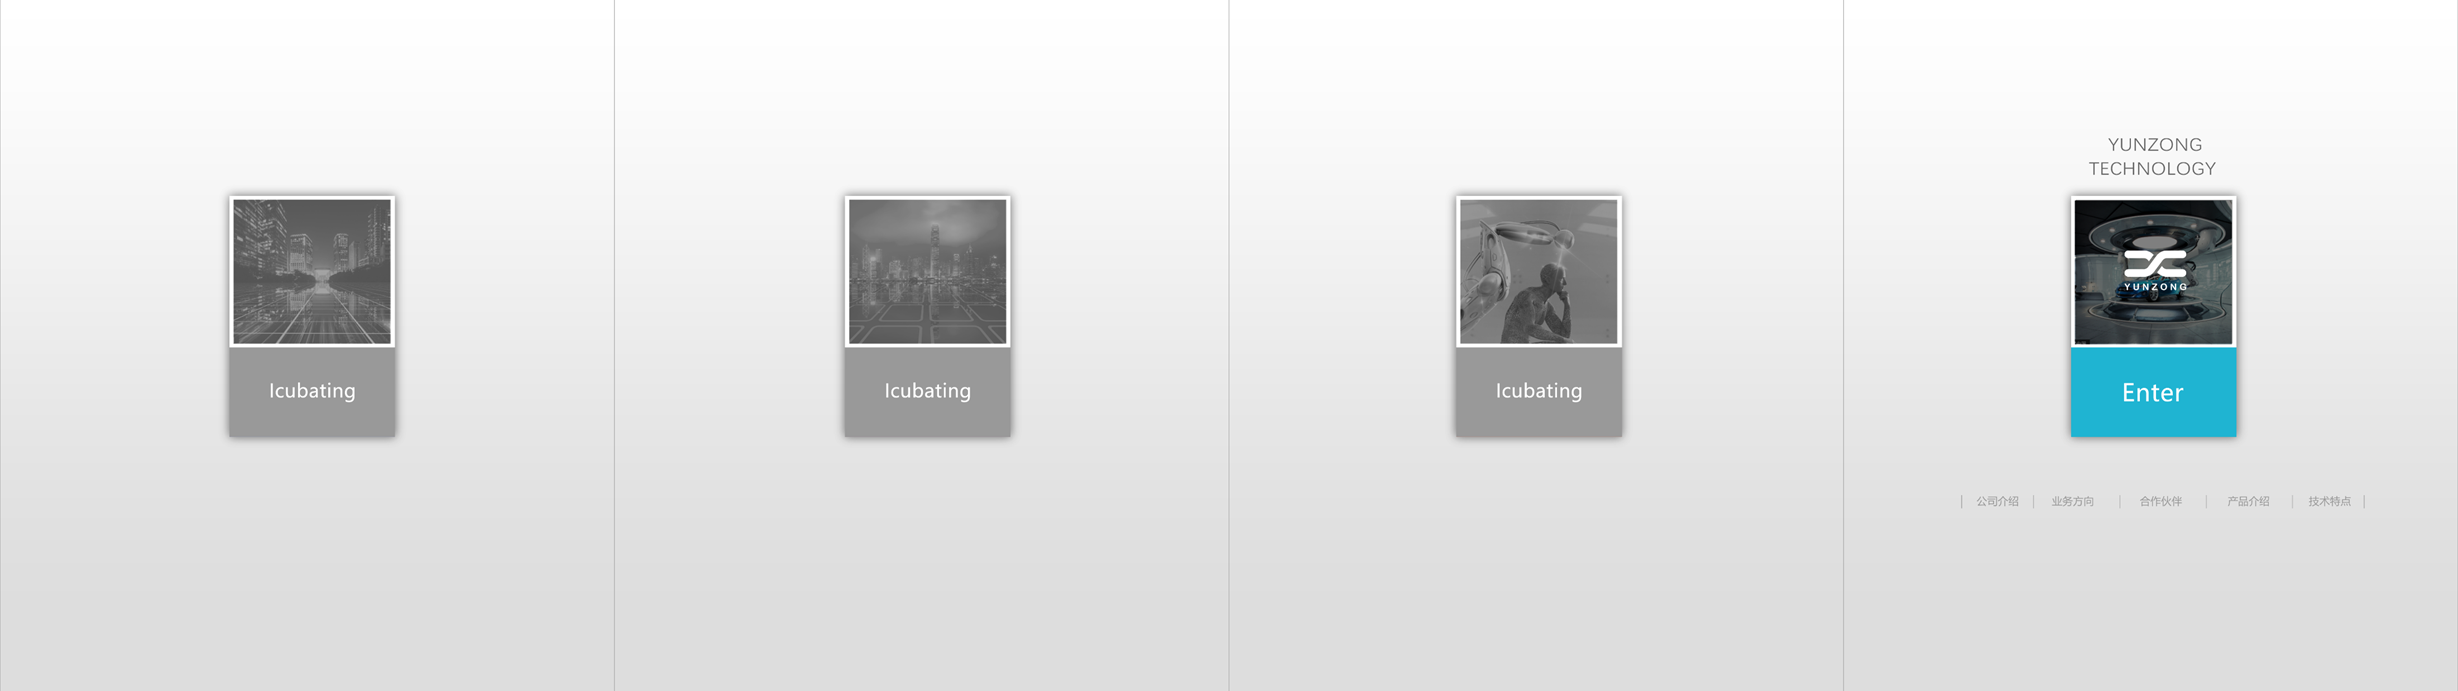 Icubating
Icubating
Icubating
YUNZONG
TECHNOLOGY
YUNZONG
Enter
| 公司介绍 | 业务方向 | 合作伙伴 | 产品介绍 | 技术特点 |